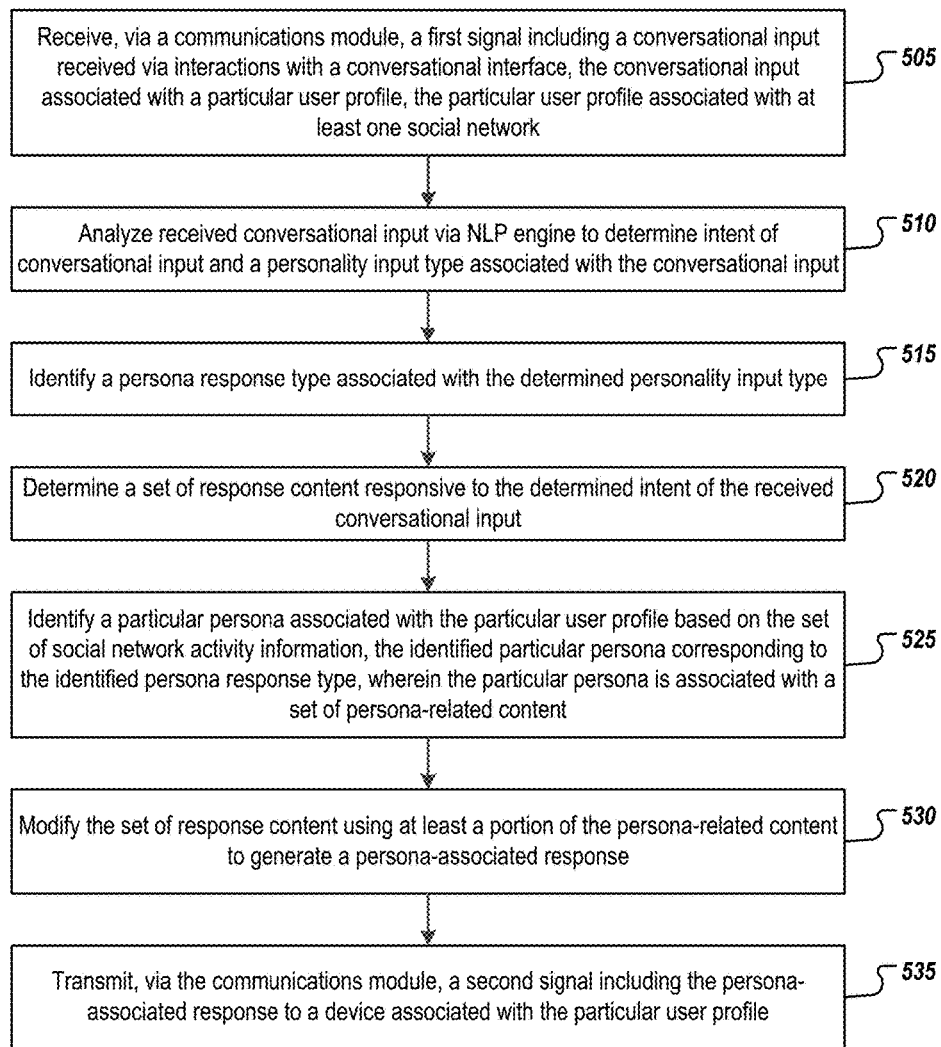 Receive, via a communications module, a first signal including a conversational input
received via interactions with a conversational interface, the conversational input
associated with a particular user profile, the particular user profile associated with at
least one social network
505
Analyze received conversational input via NLP engine to determine intent of
conversational input and a personality input type associated with the conversational input
510
Identify a persona response type associated with the determined personality input type
515
Determine a set of response content responsive to the determined intent of the received
conversational input
520
Identify a particular persona associated with the particular user profile based on the set
of social network activity information, the identified particular persona corresponding to
the identified persona response type, wherein the particular persona is associated with a
set of persona-related content
525
Modify the set of response content using at least a portion of the persona-related content
to generate a persona-associated response
530
Transmit, via the communications module, a second signal including the persona-
associated response to a device associated with the particular user profile
535